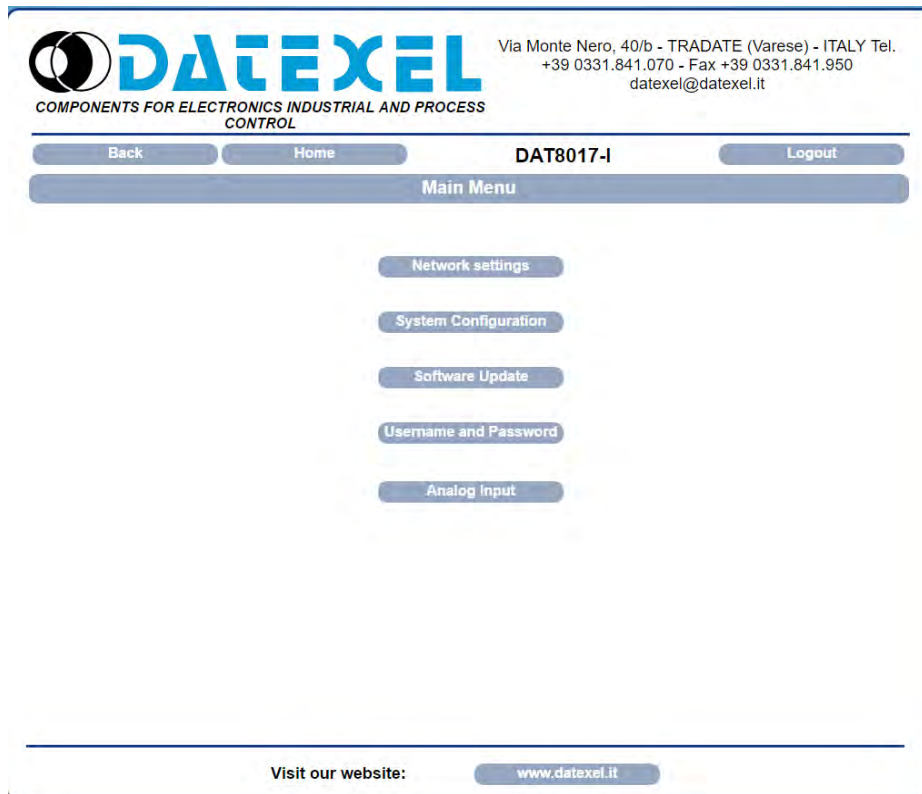 DATEXEL
COMPONENTS FOR ELECTRONICS INDUSTRIAL AND PROCESS
CONTROL
Via Monte Nero, 40/b - TRADATE (Varese) - ITALY Tel.
+39 0331.841.070 - Fax +39 0331.841.950
datexel@datexel.it
Back Home DAT8017-I Logout
Main Menu
Network settings
System Configuration
Software Update
Username and Password
Analog Input
Visit our website: www.datexel.it